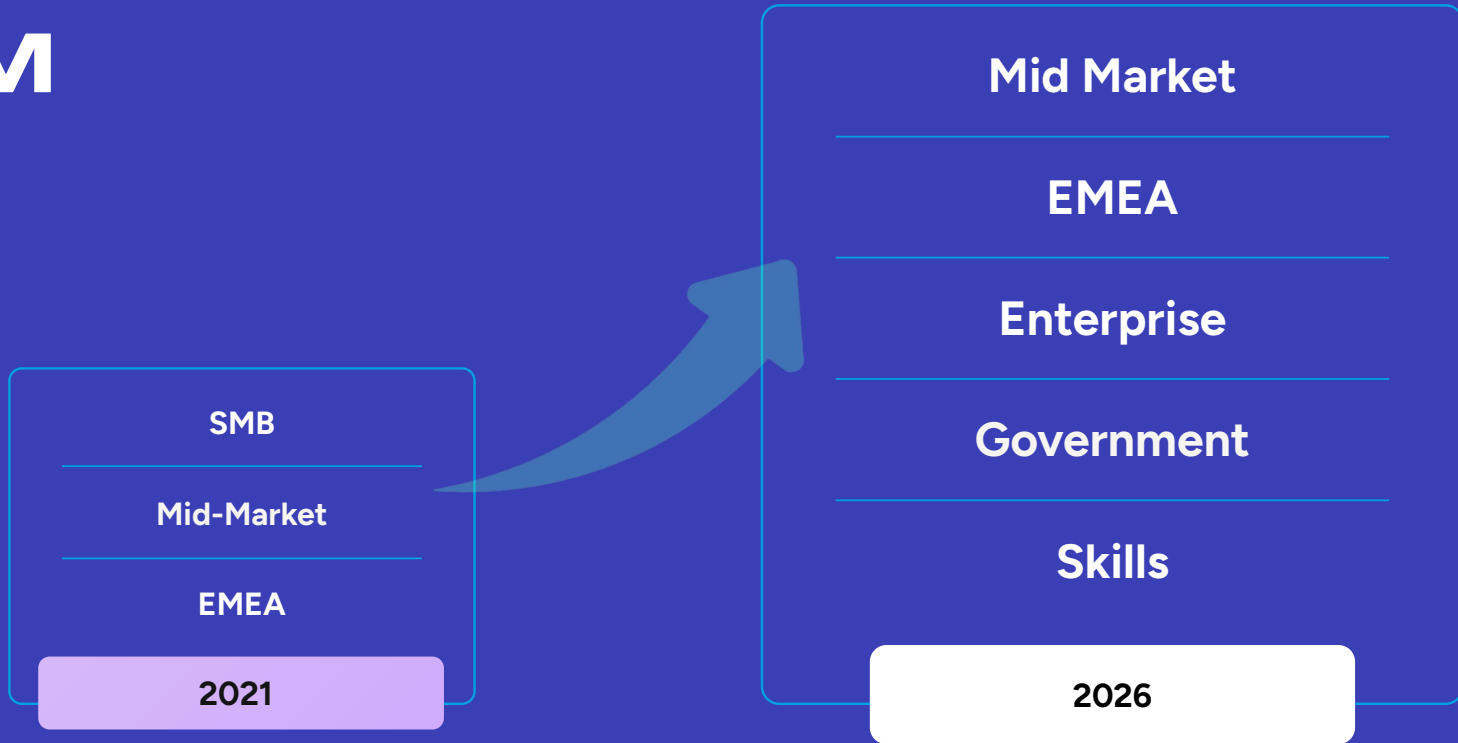 M
SMB
Mid-Market
EMEA
2021
Mid Market
EMEA
Enterprise
Government
Skills
2026